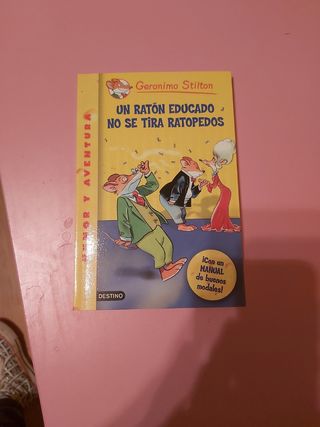 Geronimo Stilton
UN RATÓN EDUCADO
NO SE TIRA RATOPEDOS
HUMOR Y AVENTURA
¡Con un
MANUAL
de buenos
modales!
DESTINO